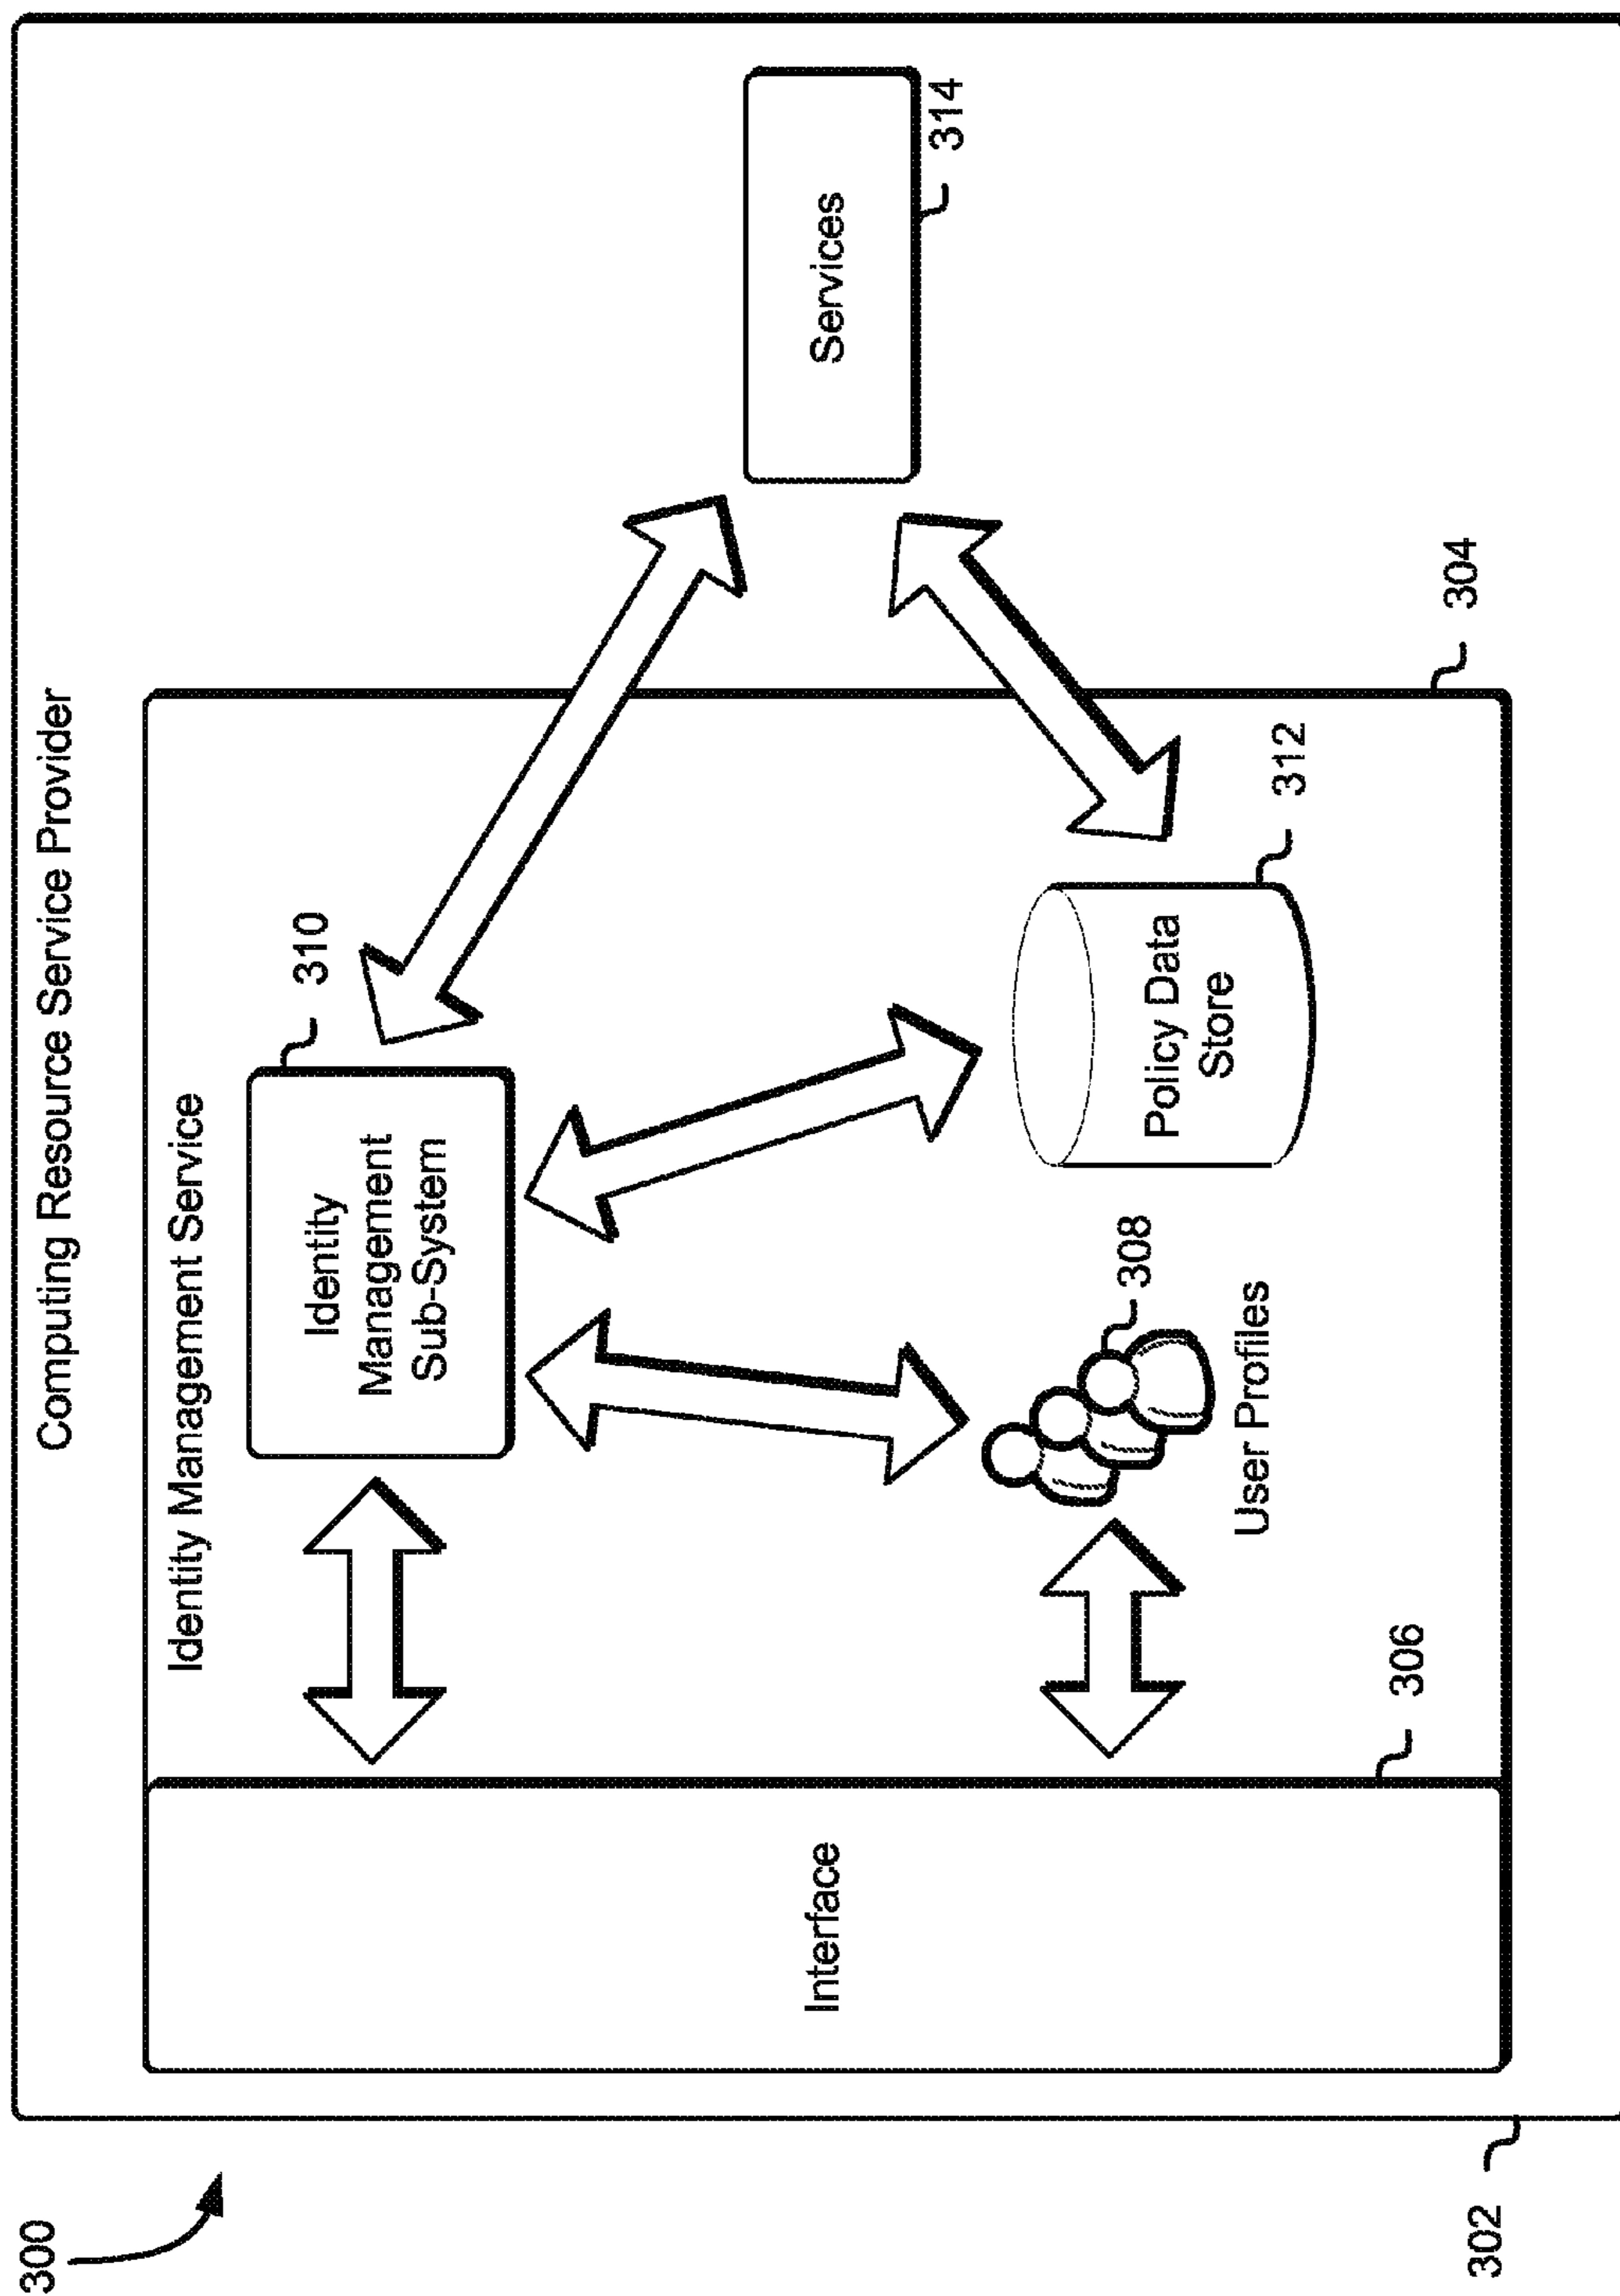 300
Computing Resource Service Provider
Identity Management Service
310
Identity
Management
Sub-System
Services
314
Interface
308
User Profiles
Policy Data
Store
312
306
304
302